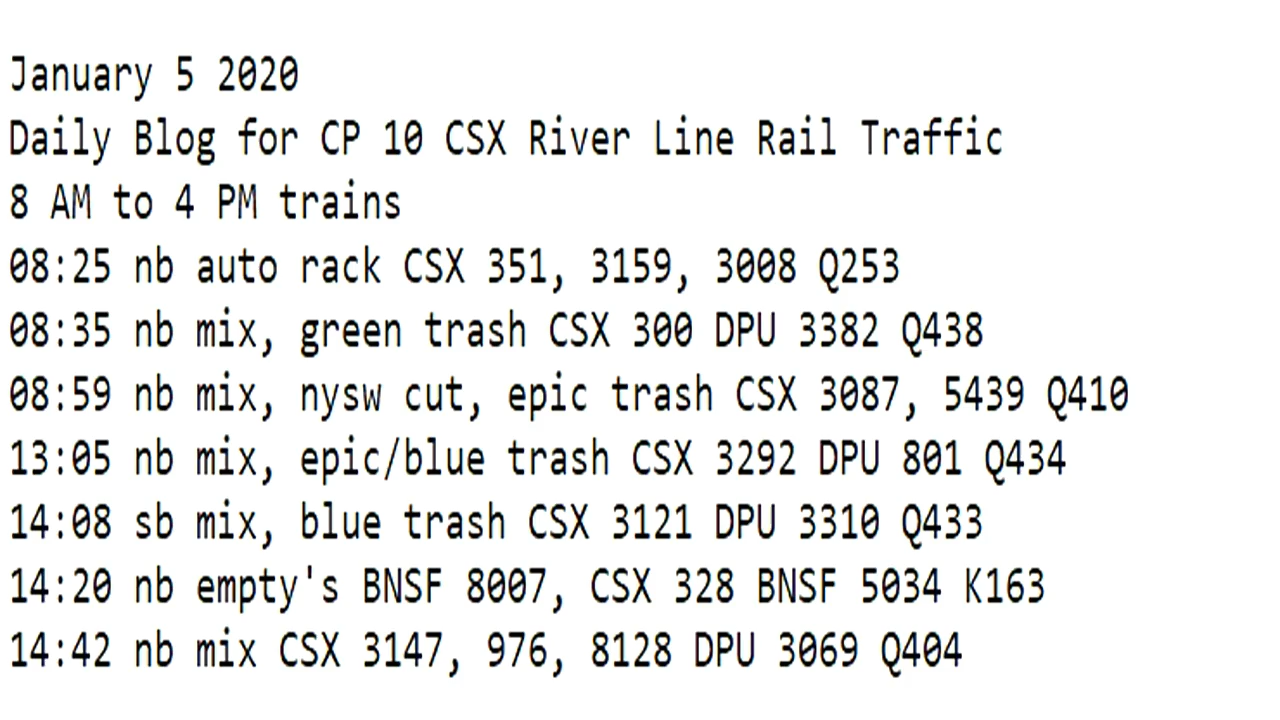 January 5 2020
Daily Blog for CP 10 CSX River Line Rail Traffic
8 AM to 4 PM trains
08:25 nb auto rack CSX 351, 3159, 3008 Q253
08:35 nb mix, green trash CSX 300 DPU 3382 Q438
08:59 nb mix, nysw cut, epic trash CSX 3087, 5439 Q410
13:05 nb mix, epic/blue trash CSX 3292 DPU 801 Q434
14:08 sb mix, blue trash CSX 3121 DPU 3310 Q433
14:20 nb empty's BNSF 8007, CSX 328 BNSF 5034 K163
14:42 nb mix CSX 3147, 976, 8128 DPU 3069 Q404